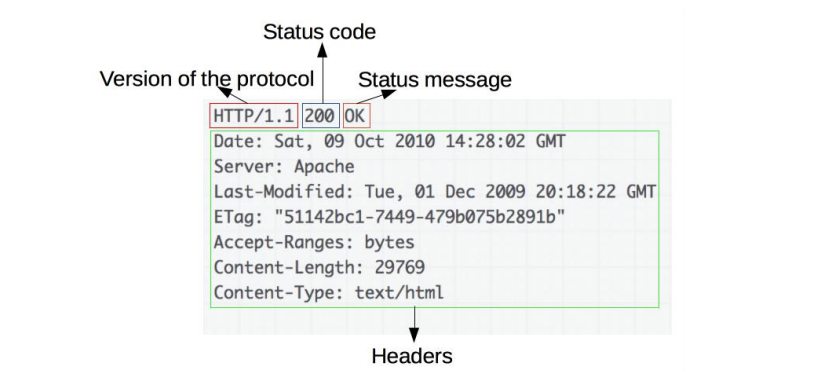 Status code
Version of the protocol Status message
HTTP/1.1 200 OK
Date: Sat, 09 Oct 2010 14:28:02 GMT
Server: Apache
Last-Modified: Tue, 01 Dec 2009 20:18:22 GMT
ETag: "51142bc1-7449-479b075b2891b"
Accept-Ranges: bytes
Content-Length: 29769
Content-Type: text/html
Headers